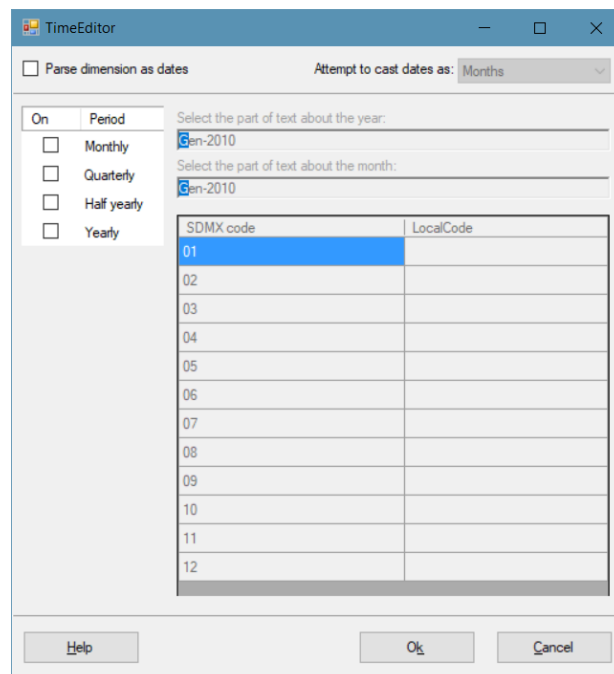 TimeEditor
Parse dimension as dates Attempt to cast dates as: Months
On Period
Monthly
Quarterly
Half yearly
Yearly
Select the part of text about the year:
Gen-2010
Select the part of text about the month:
Gen-2010
SDMX code LocalCode
01
02
03
04
05
06
07
08
09
10
11
12
Help Ok Cancel